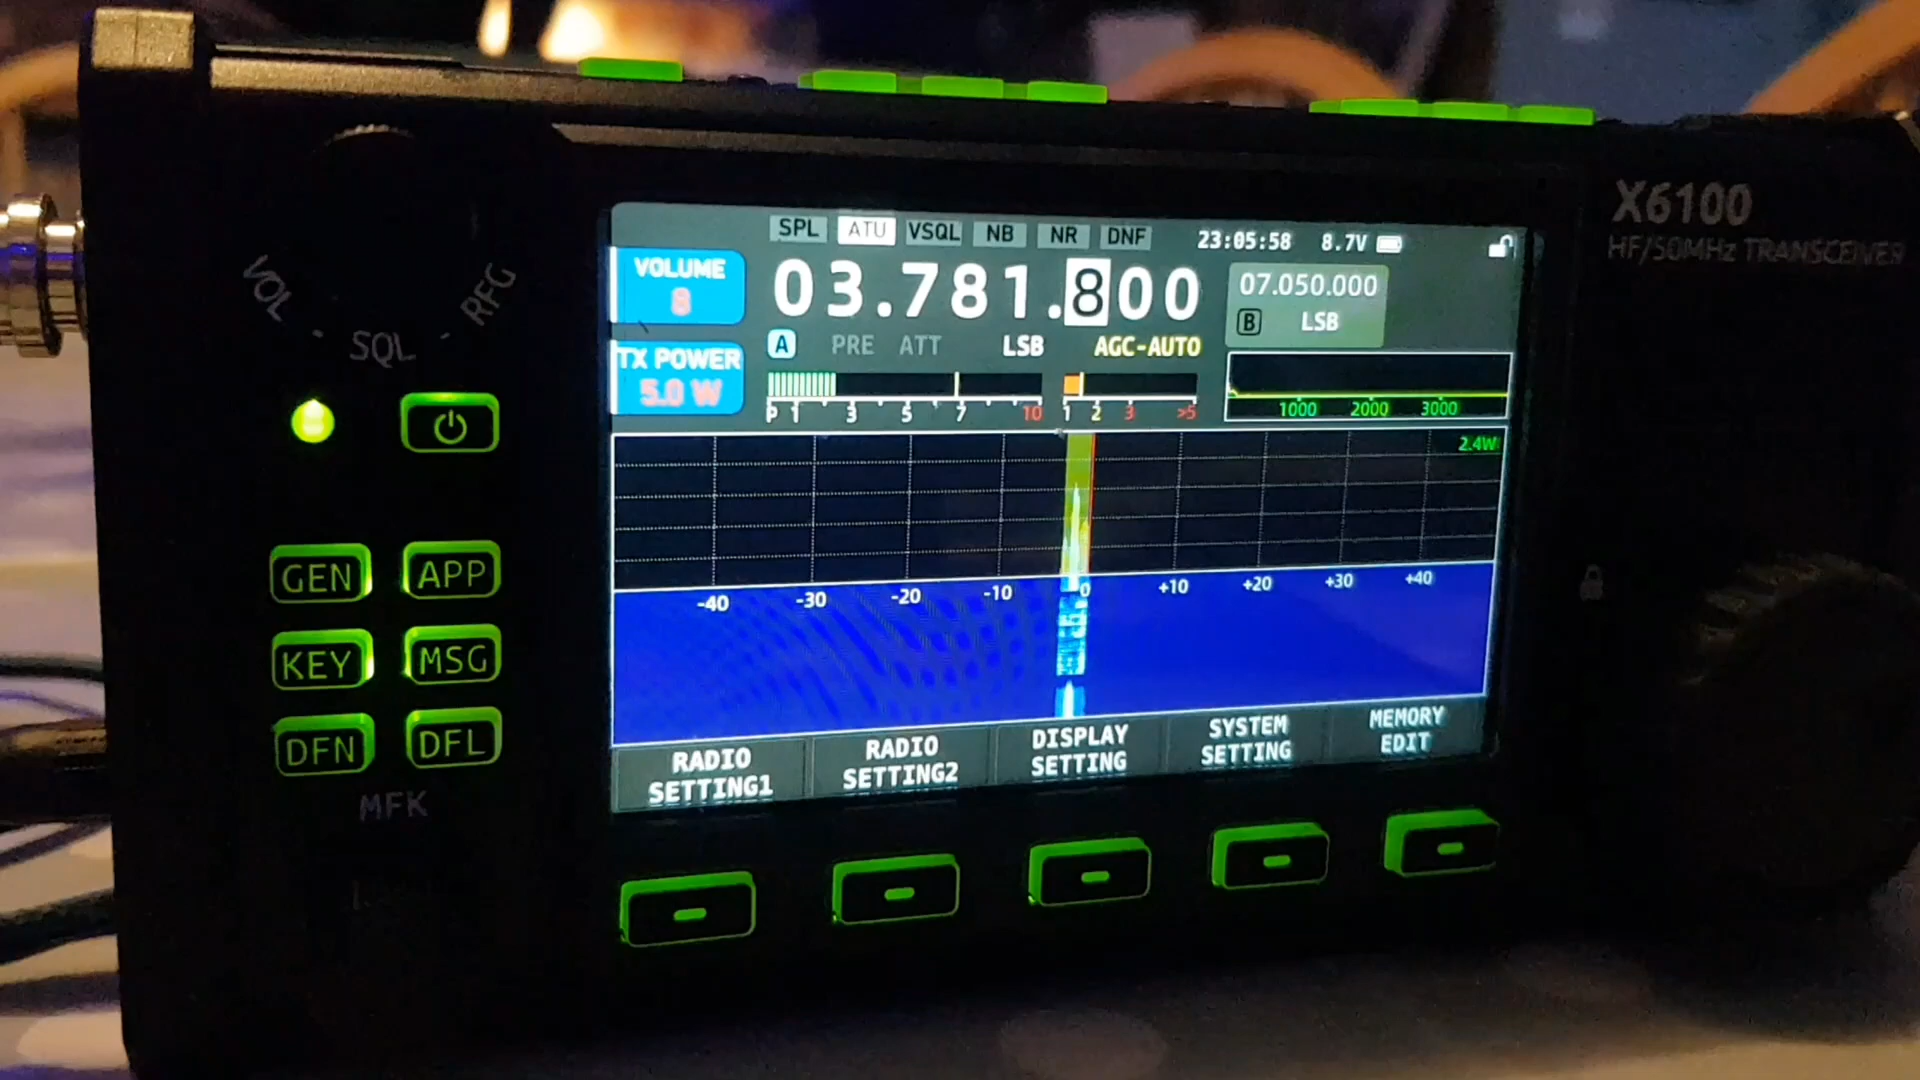 X6100
HF/50MHz TRANSCEIVER
VOL - SQL - RFG
SPL ATU VSQL NB NR DNF 23:05:58 8.7V
VOLUME
8
03.781.800
07.050.000
B LSB
TX POWER
5.0 W
A PRE ATT LSB AGC-AUTO
P 1 3 5 7 10 1 2 3 >5
1000 2000 3000
2.4W
-40 -30 -20 -10 0 +10 +20 +30 +40
RADIO SETTING1
RADIO SETTING2
DISPLAY SETTING
SYSTEM SETTING
MEMORY EDIT
GEN APP
KEY MSG
DFN DFL
MFK